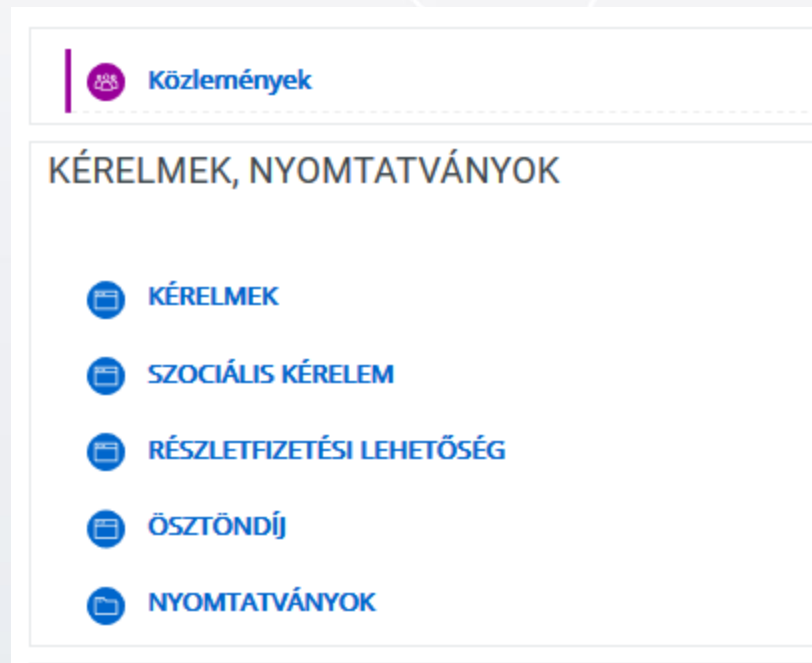 Közlemények
KÉRELMEK, NYOMTATVÁNYOK
KÉRELMEK
SZOCIÁLIS KÉRELEM
RÉSZLETFIZETÉSI LEHETŐSÉG
ÖSZTÖNDÍJ
NYOMTATVÁNYOK